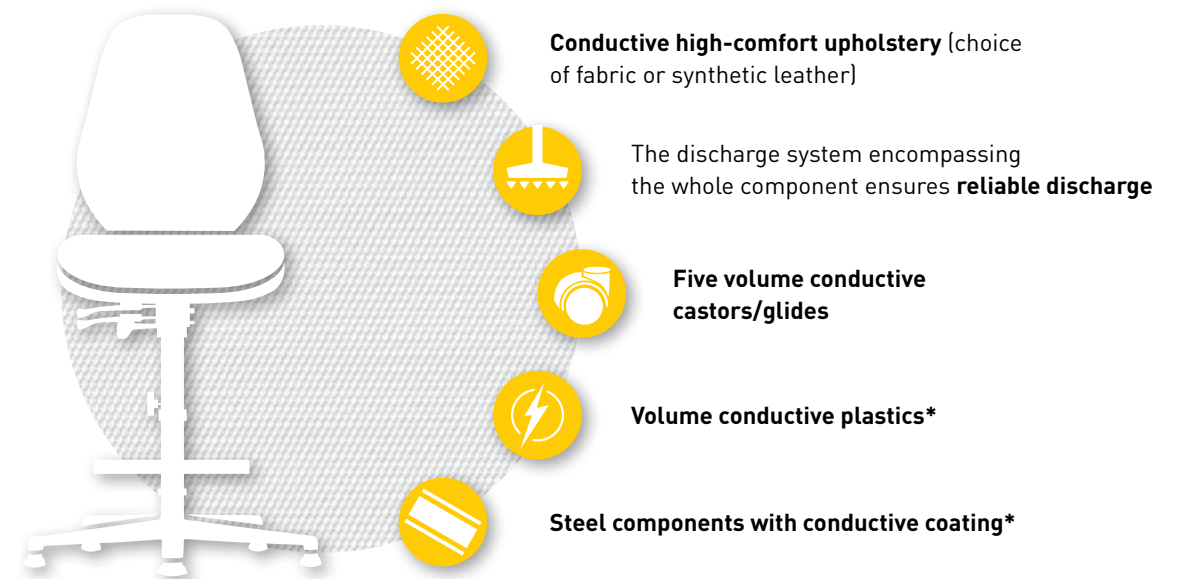 Conductive high-comfort upholstery (choice
of fabric or synthetic leather)
The discharge system encompassing
the whole component ensures reliable discharge
Five volume conductive
castors/glides
Volume conductive plastics*
Steel components with conductive coating*